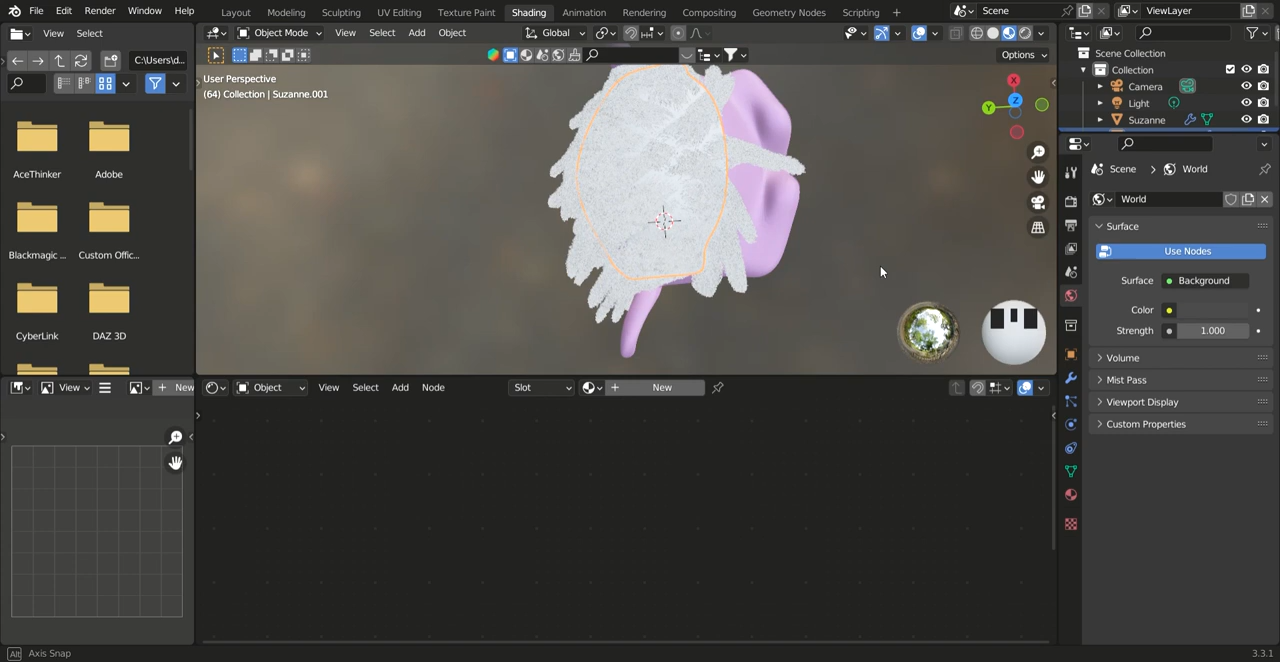 File Edit Render Window Help Layout Modeling Sculpting UV Editing Texture Paint Shading Animation Rendering Compositing Geometry Nodes Scripting + Scene ViewLayer
View Select Object Mode View Select Add Object Global
C:\Users\d... Options
User Perspective
(64) Collection | Suzanne.001
X
Y
Z
AceThinker Adobe
Blackmagic ... Custom Offic...
CyberLink DAZ 3D
Scene Collection
Collection
Camera
Light
Suzanne
Scene > World
World
Surface
Use Nodes
Surface Background
Color
Strength 1.000
Volume
Mist Pass
Viewport Display
Custom Properties
View + New Object View Select Add Node Slot + New
Alt Axis Snap 3.3.1